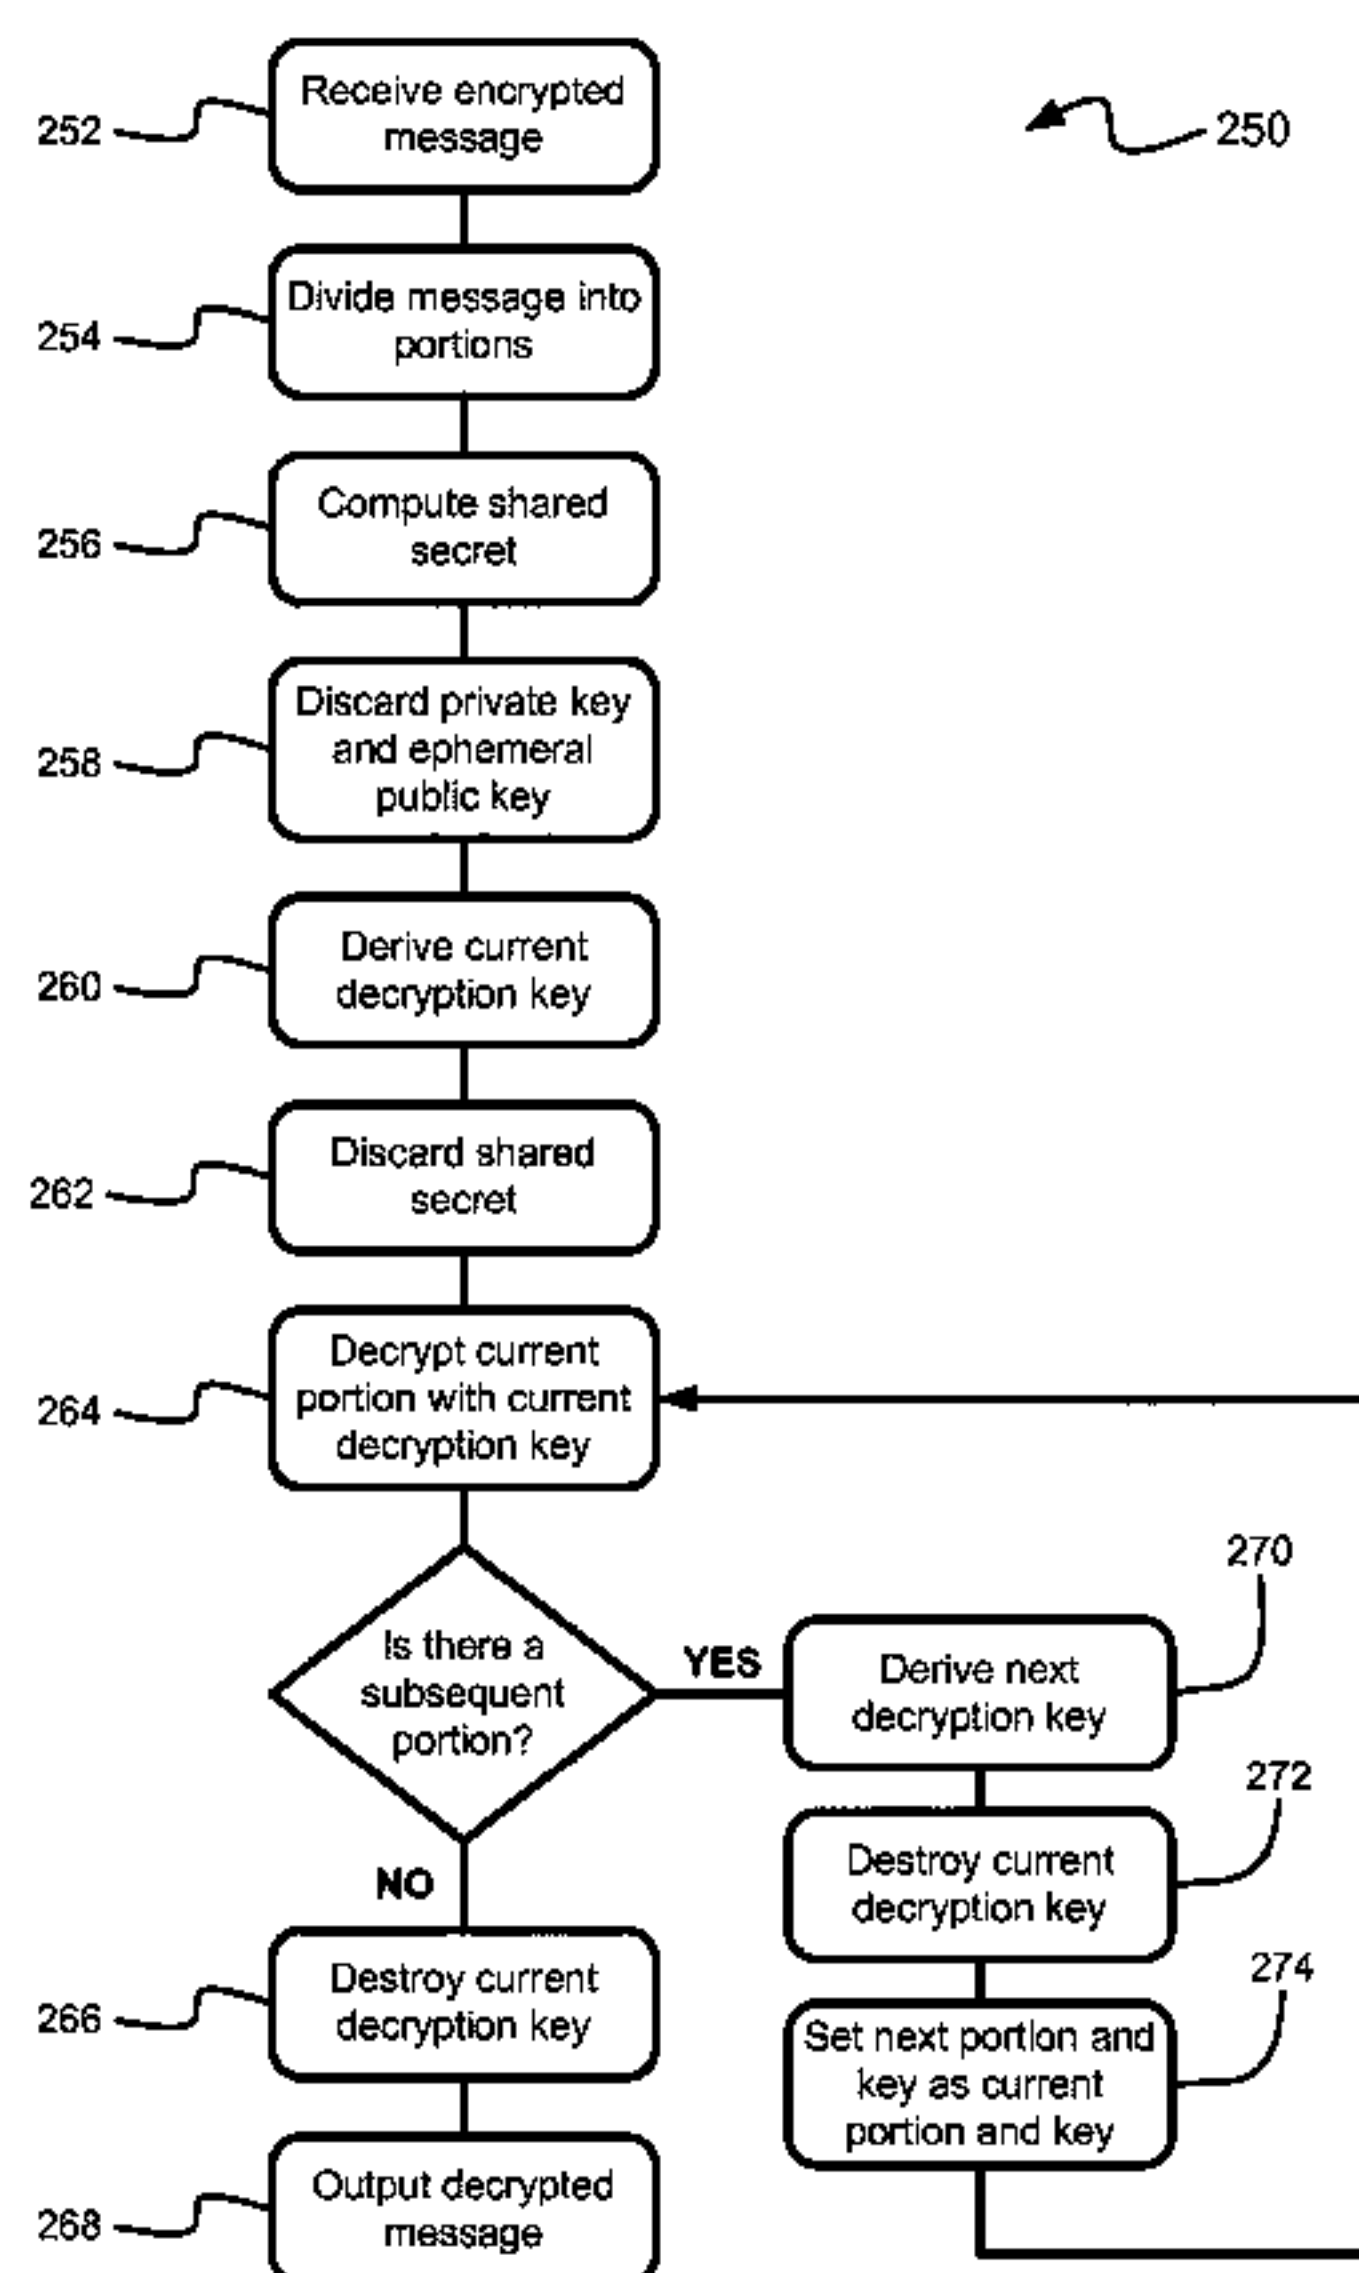 Receive encrypted
message
252
250
Divide message into
portions
254
Compute shared
secret
256
Discard private key
and ephemeral
public key
258
Derive current
decryption key
260
Discard shared
secret
262
Decrypt current
portion with current
decryption key
264
Is there a
subsequent
portion?
YES
NO
270
Derive next
decryption key
272
Destroy current
decryption key
274
Set next portion and
key as current
portion and key
Destroy current
decryption key
266
Output decrypted
message
268